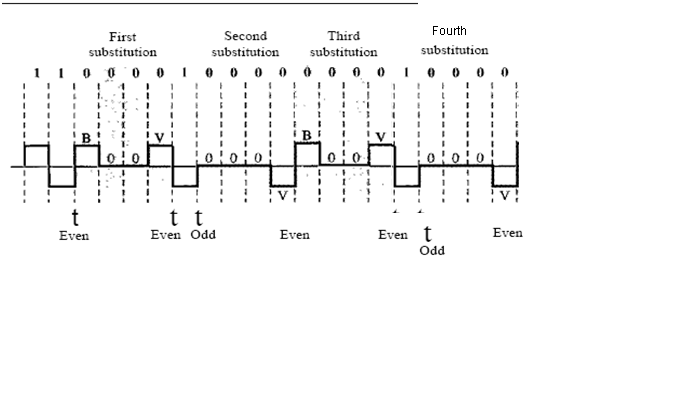 First Second Third Fourth
substitution substitution substitution substitution
1 1 0 0 0 0 1 0 0 0 0 0 0 0 0 1 0 0 0 0
B V B V
0 0 0 0 0 0 0 0 0 0
V V
t t t t
Even Even Odd Even Even Even
Odd